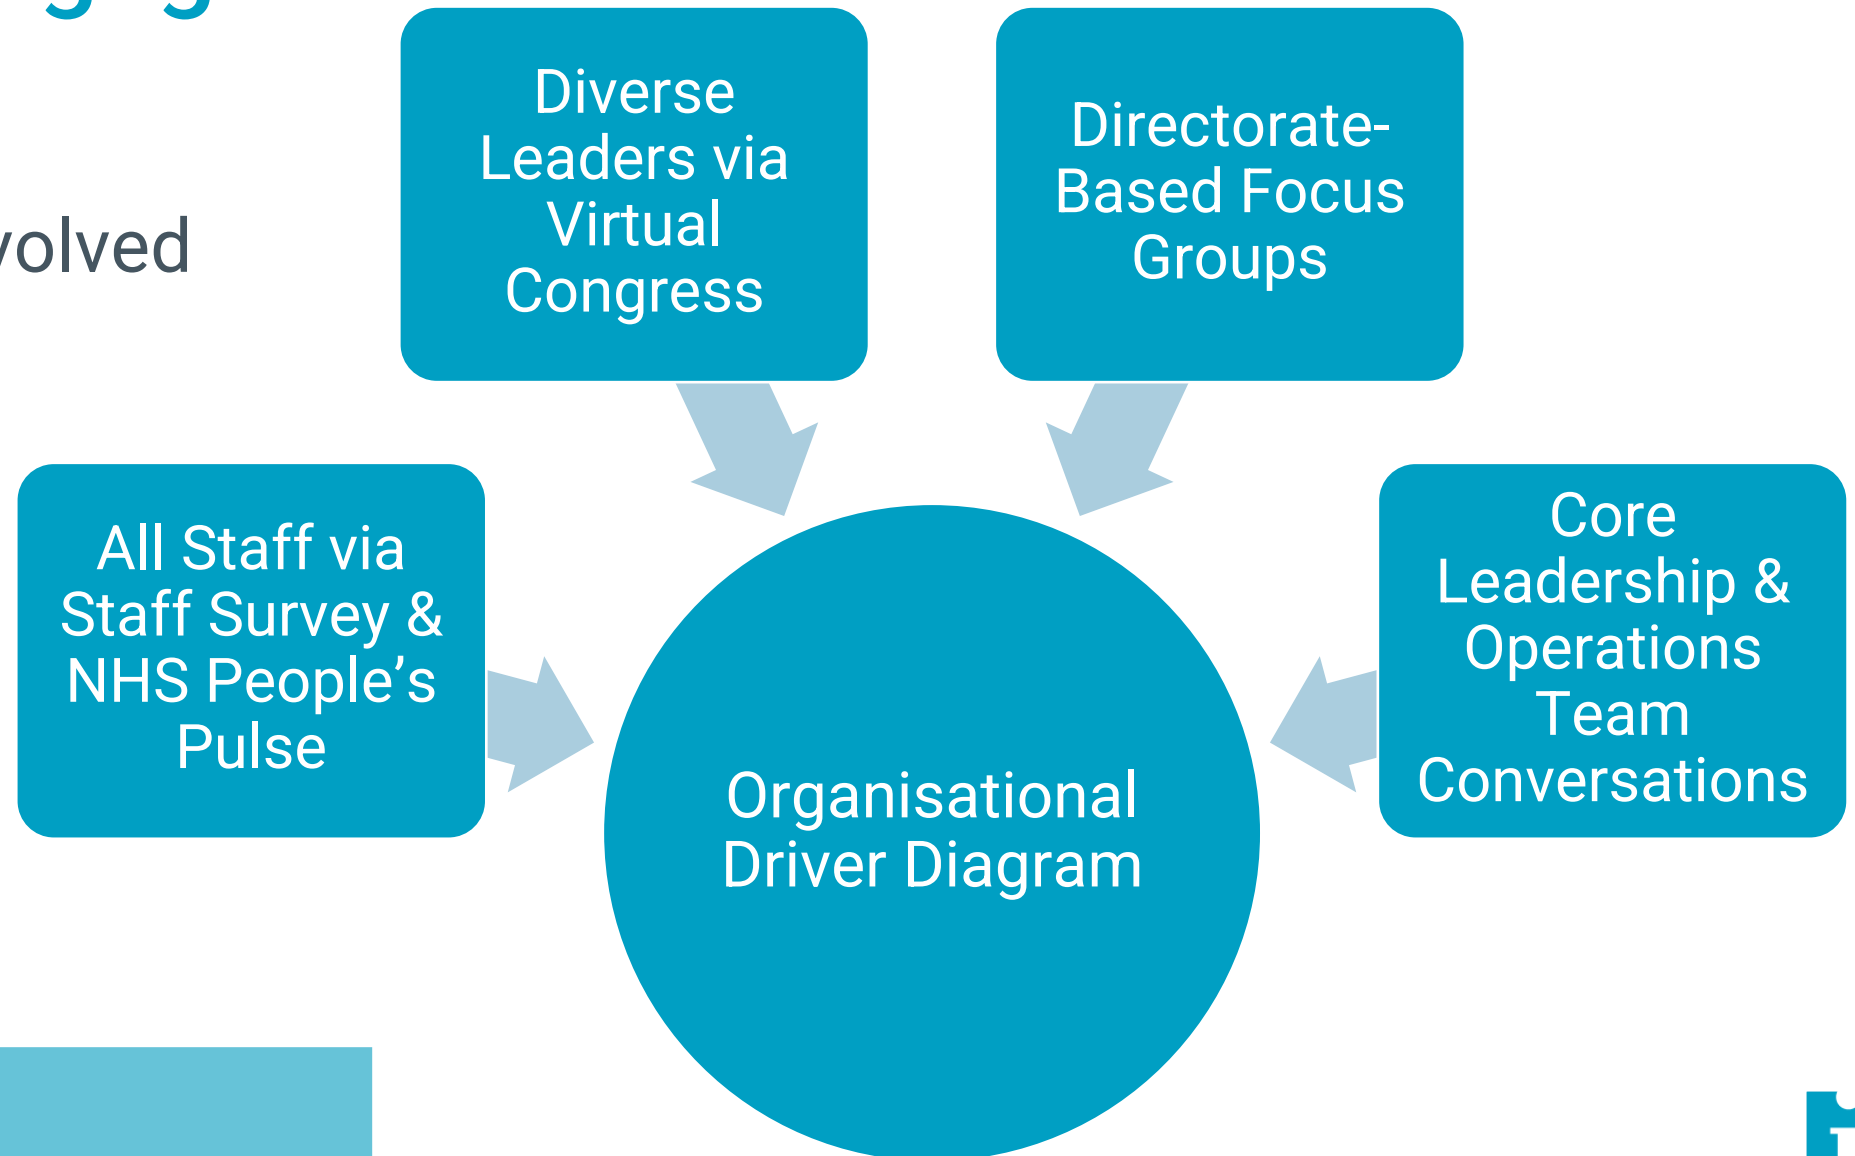 Diverse
Leaders via
Virtual
Congress
Directorate-
Based Focus
Groups
volved
All Staff via
Staff Survey &
NHS People’s
Pulse
Core
Leadership &
Operations
Team
Conversations
Organisational
Driver Diagram